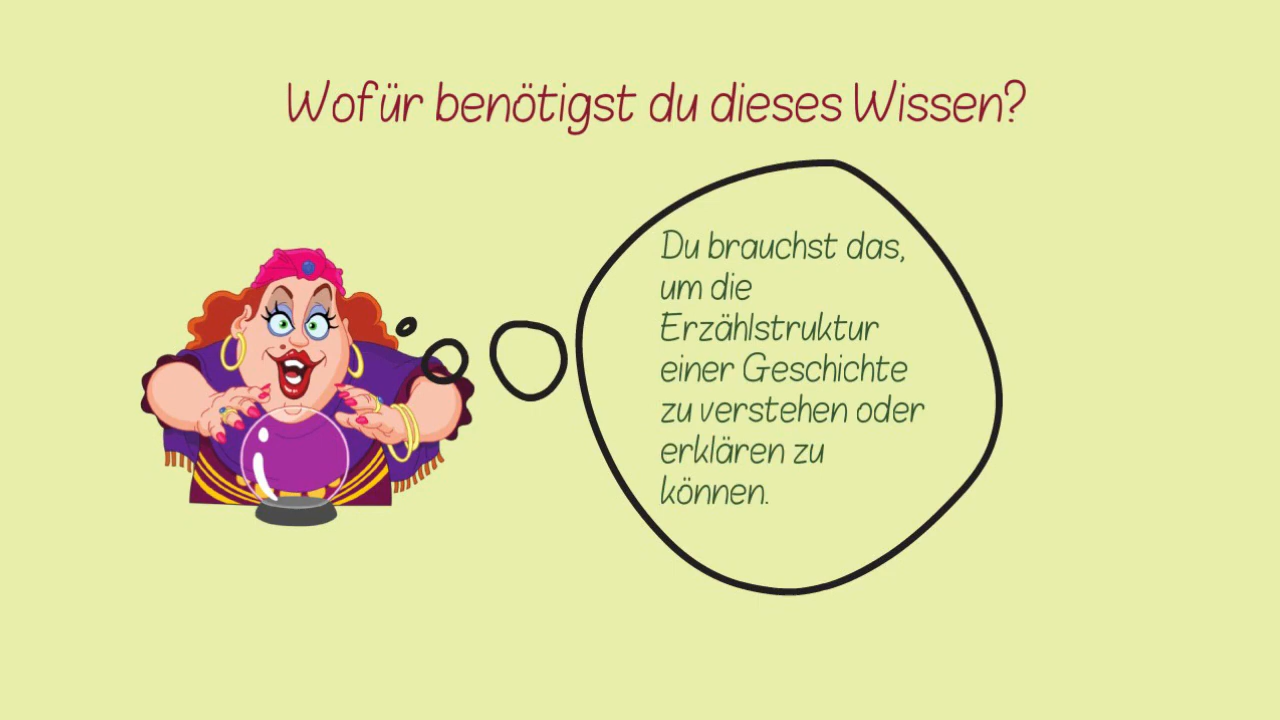 Wofür benötigst du dieses Wissen?
Du brauchst das,
um die
Erzählstruktur
einer Geschichte
zu verstehen oder
erklären zu
können.